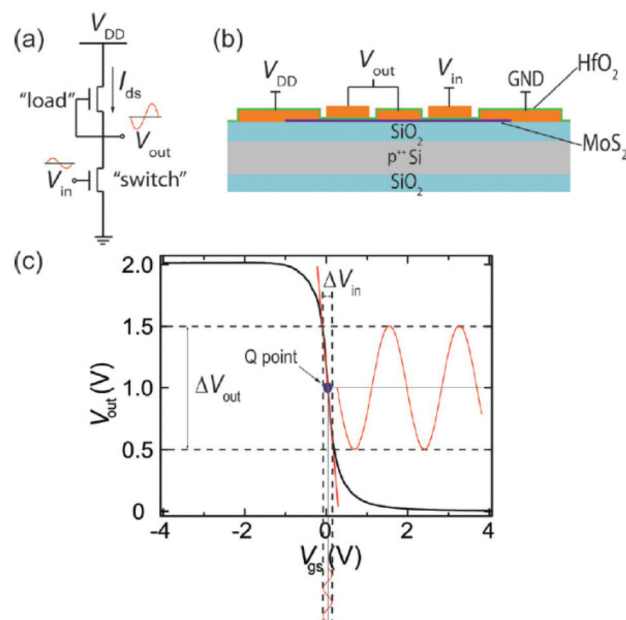 (a)
V_DD
I_ds
"load"
V_out
V_in
"switch"
(b)
V_DD
V_out
V_in
GND
HfO₂
SiO₂
p⁺⁺Si
SiO₂
MoS₂
(c)
2.0
1.5
1.0
0.5
0
V_out (V)
ΔV_in
Q point
ΔV_out
-4
-2
0
2
4
V_gs (V)